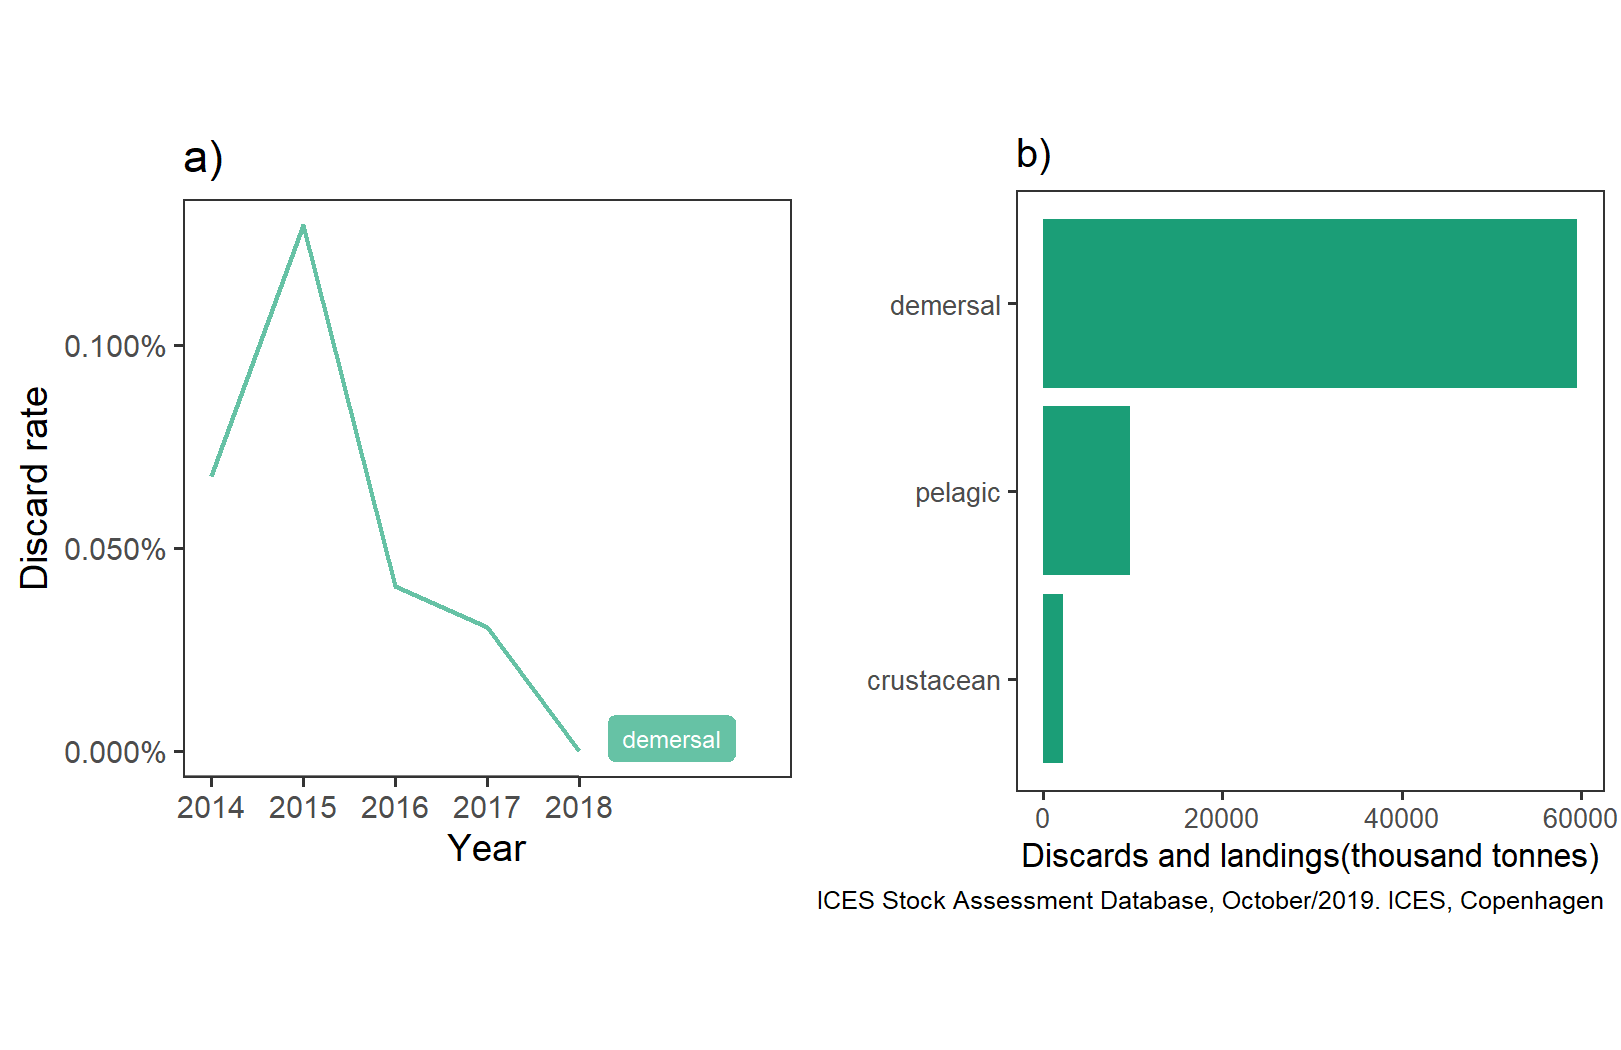 a)
0.100%
0.050%
0.000%
Discard rate
demersal
2014 2015 2016 2017 2018
Year
b)
demersal
pelagic
crustacean
0 20000 40000 60000
Discards and landings(thousand tonnes)
ICES Stock Assessment Database, October/2019. ICES, Copenhagen